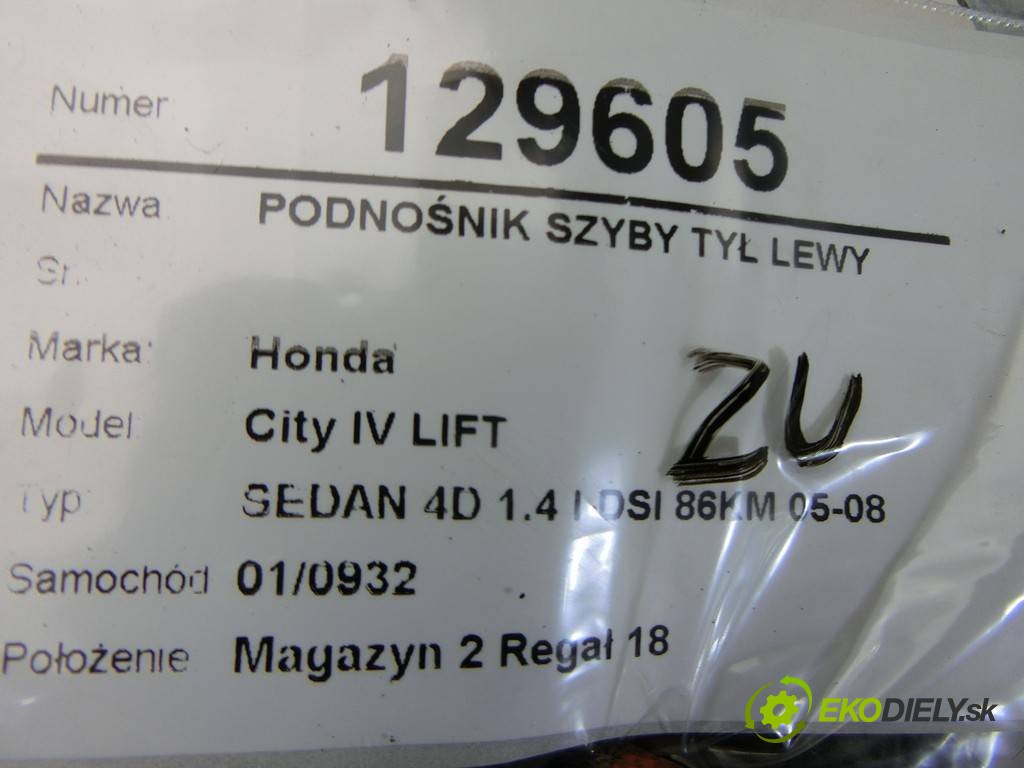 Numer 129605
Nazwa PODNOŚNIK SZYBY TYŁ LEWY
St.
Marka: Honda
Model City IV LIFT
ZU
Typ SEDAN 4D 1.4 I DSI 86KM 05-08
Samochód 01/0932
Położenie Magazyn 2 Regał 18
EKODIELY.sk